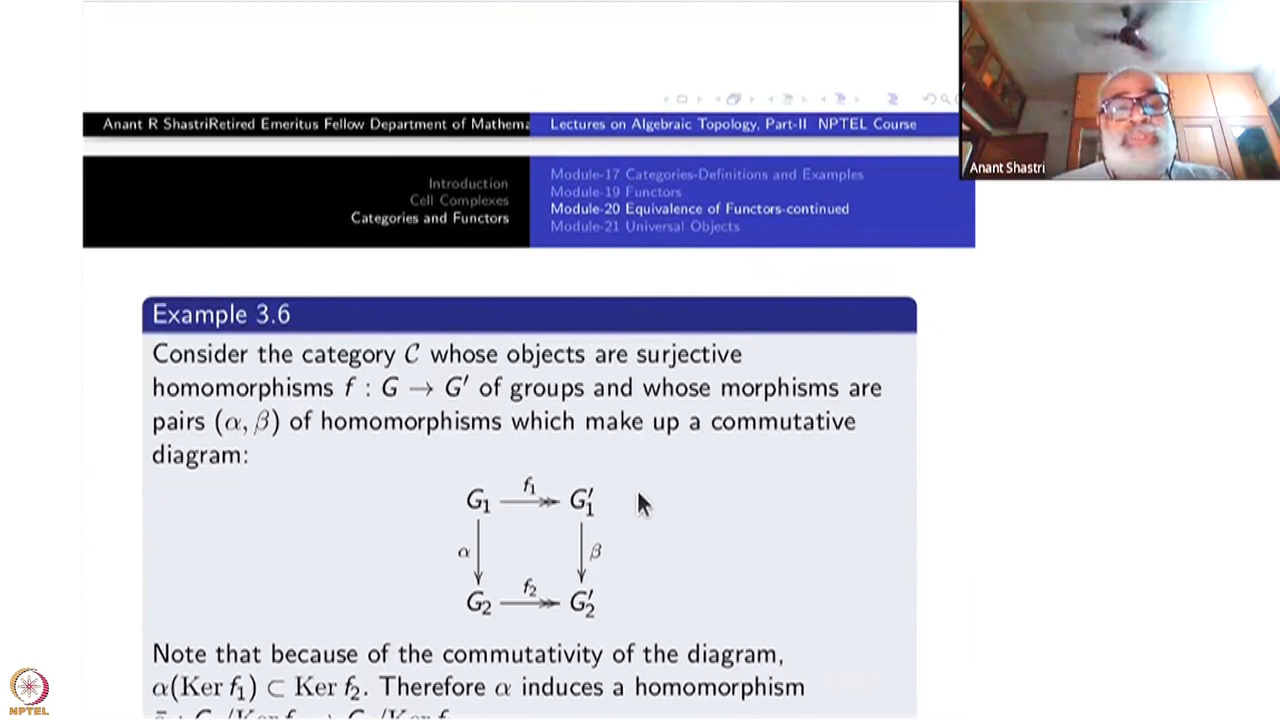 Anant R ShastriRetired Emeritus Fellow Department of Mathema
Lectures on Algebraic Topology, Part-II NPTEL Course
Anant Shastri
Introduction
Cell Complexes
Categories and Functors
Module-17 Categories-Definitions and Examples
Module-19 Functors
Module-20 Equivalence of Functors-continued
Module-21 Universal Objects
Example 3.6
Consider the category 𝒞 whose objects are surjective
homomorphisms f : G → G′ of groups and whose morphisms are
pairs (α, β) of homomorphisms which make up a commutative
diagram:
G₁ f₁ G′₁
α β
G₂ f₂ G′₂
Note that because of the commutativity of the diagram,
α(Ker f₁) ⊂ Ker f₂. Therefore α induces a homomorphism
NPTEL